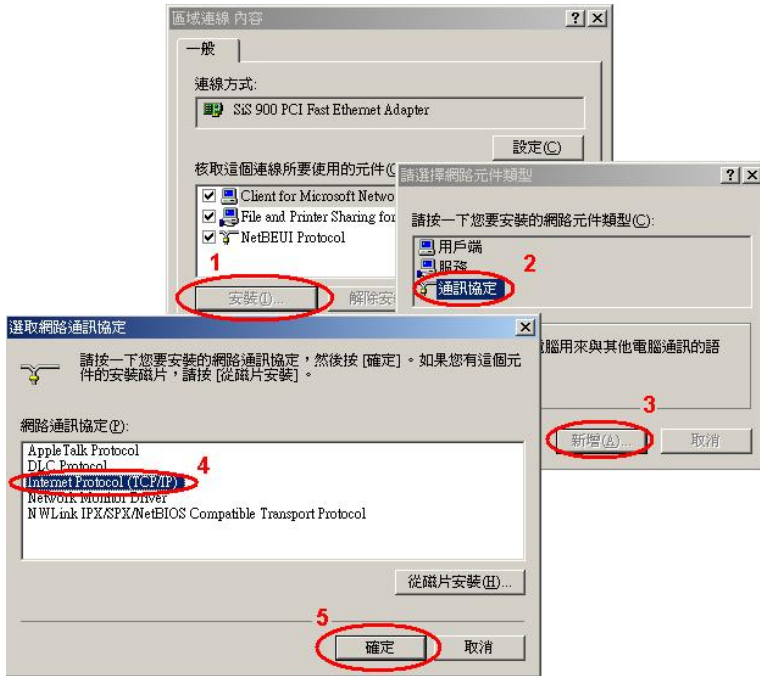 區域連線 內容
一般
連線方式:
SiS 900 PCI Fast Ethernet Adapter
設定(C)
核取這個連線所要使用的元件(
Client for Microsoft Netwo
File and Printer Sharing for
NetBEUI Protocol
1
安裝(I)...
解除安
請選擇網路元件類型
請按一下您要安裝的網路元件類型(C):
用戶端
服務
2
通訊協定
腦用來與其他電腦通訊的語
3
新增(A)...
取消
選取網路通訊協定
請按一下您要安裝的網路通訊協定,然後按 [確定]。如果您有這個元
件的安裝磁片,請按 [從磁片安裝]。
網路通訊協定(P):
AppleTalk Protocol
DLC Protocol
4
Internet Protocol (TCP/IP)
Network Monitor Driver
NWLink IPX/SPX/NetBIOS Compatible Transport Protocol
從磁片安裝(H)...
5
確定
取消